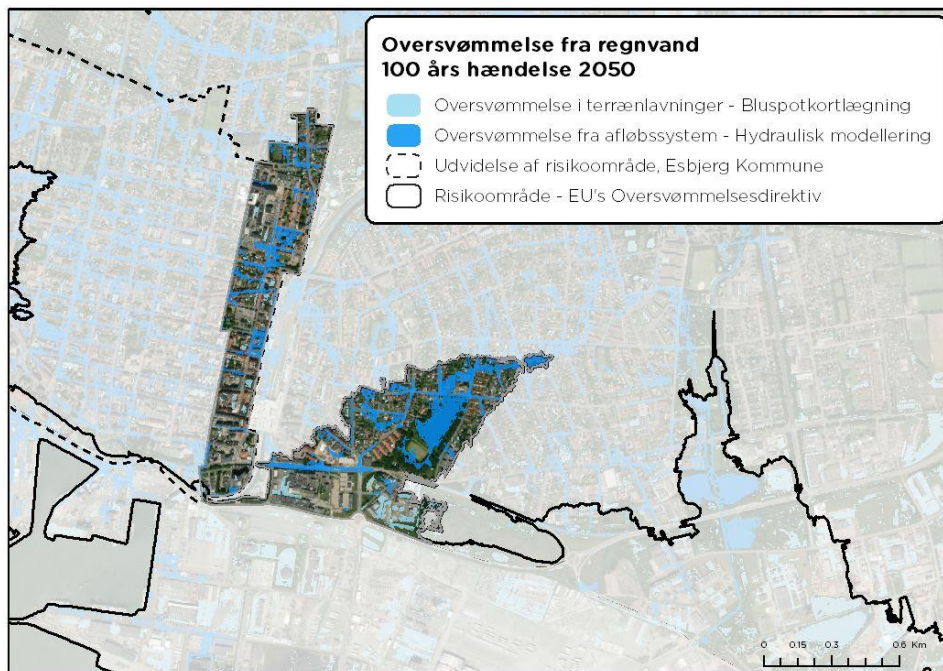 Oversvømmelse fra regnvand
100 års hændelse 2050
Oversvømmelse i terrænlavninger - Bluspotkortlægning
Oversvømmelse fra afløbssystem - Hydraulisk modellering
Udvidelse af risikoområde, Esbjerg Kommune
Risikoområde - EU's Oversvømmelsesdirektiv
0 0.15 0.3 0.6 Km